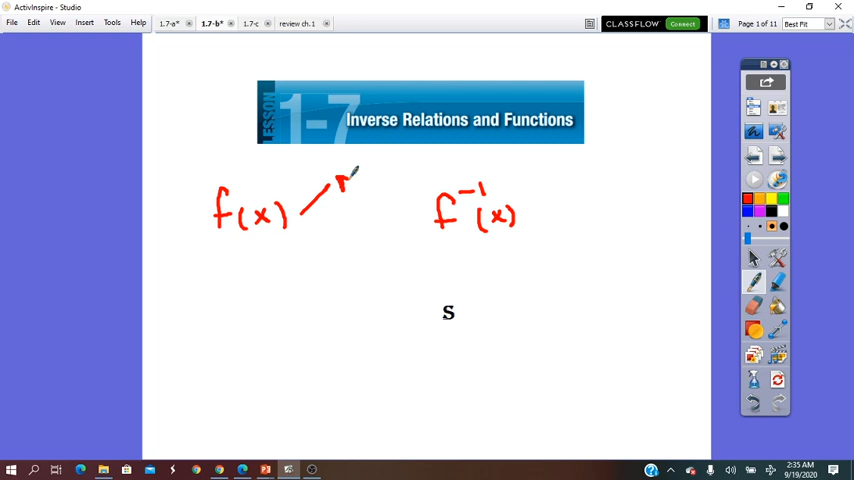 ActivInspire - Studio
File Edit View Insert Tools Help
1.7-a* 1.7-b* 1.7-c review ch.1
CLASSFLOW Connect
Page 1 of 11 Best Fit
LESSON 1-7 Inverse Relations and Functions
f(x) f⁻¹(x)
s
2:35 AM
9/19/2020